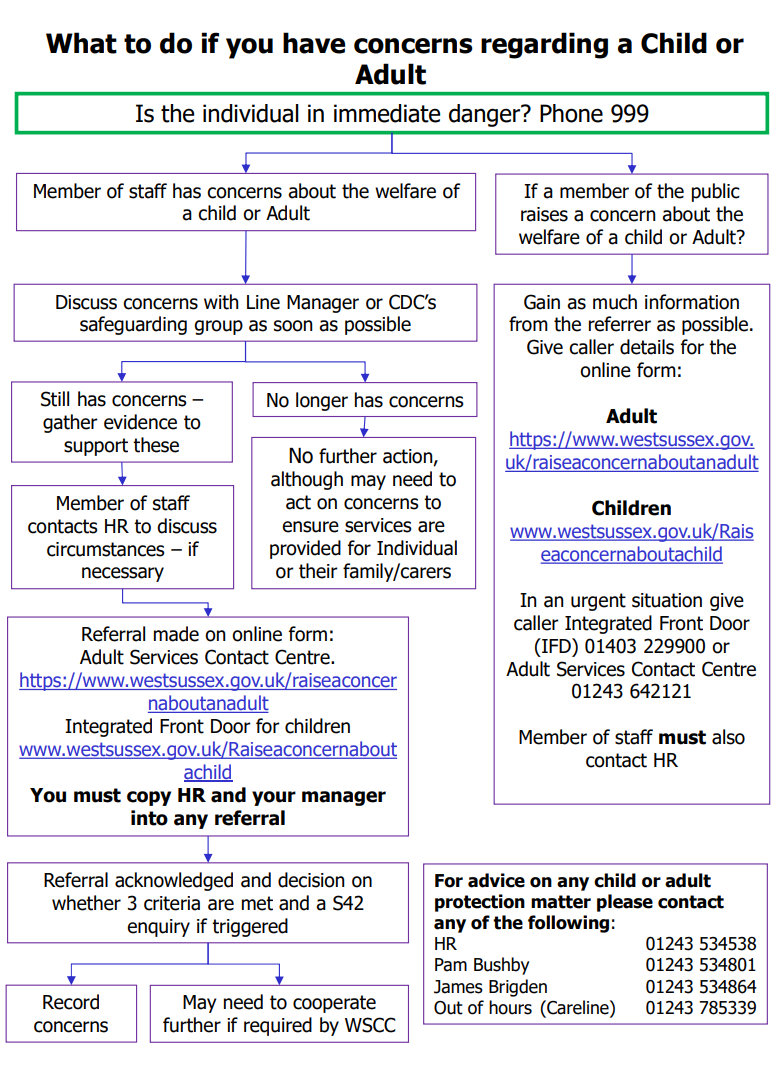 What to do if you have concerns regarding a Child or
Adult
Is the individual in immediate danger? Phone 999
Member of staff has concerns about the welfare of
a child or Adult
If a member of the public
raises a concern about the
welfare of a child or Adult?
Discuss concerns with Line Manager or CDC's
safeguarding group as soon as possible
Still has concerns –
gather evidence to
support these
No longer has concerns
Member of staff
contacts HR to discuss
circumstances – if
necessary
No further action,
although may need to
act on concerns to
ensure services are
provided for Individual
or their family/carers
Gain as much information
from the referrer as possible.
Give caller details for the
online form:
Adult
https://www.westsussex.gov.
uk/raiseaconcernaboutanadult
Children
www.westsussex.gov.uk/Rais
eaconcernaboutachild
In an urgent situation give
caller Integrated Front Door
(IFD) 01403 229900 or
Adult Services Contact Centre
01243 642121
Member of staff must also
contact HR
Referral made on online form:
Adult Services Contact Centre.
https://www.westsussex.gov.uk/raiseaconcer
naboutanadult
Integrated Front Door for children
www.westsussex.gov.uk/Raiseaconcernabout
achild
You must copy HR and your manager
into any referral
Referral acknowledged and decision on
whether 3 criteria are met and a S42
enquiry if triggered
Record
concerns
May need to cooperate
further if required by WSCC
For advice on any child or adult
protection matter please contact
any of the following:
HR 01243 534538
Pam Bushby 01243 534801
James Brigden 01243 534864
Out of hours (Careline) 01243 785339